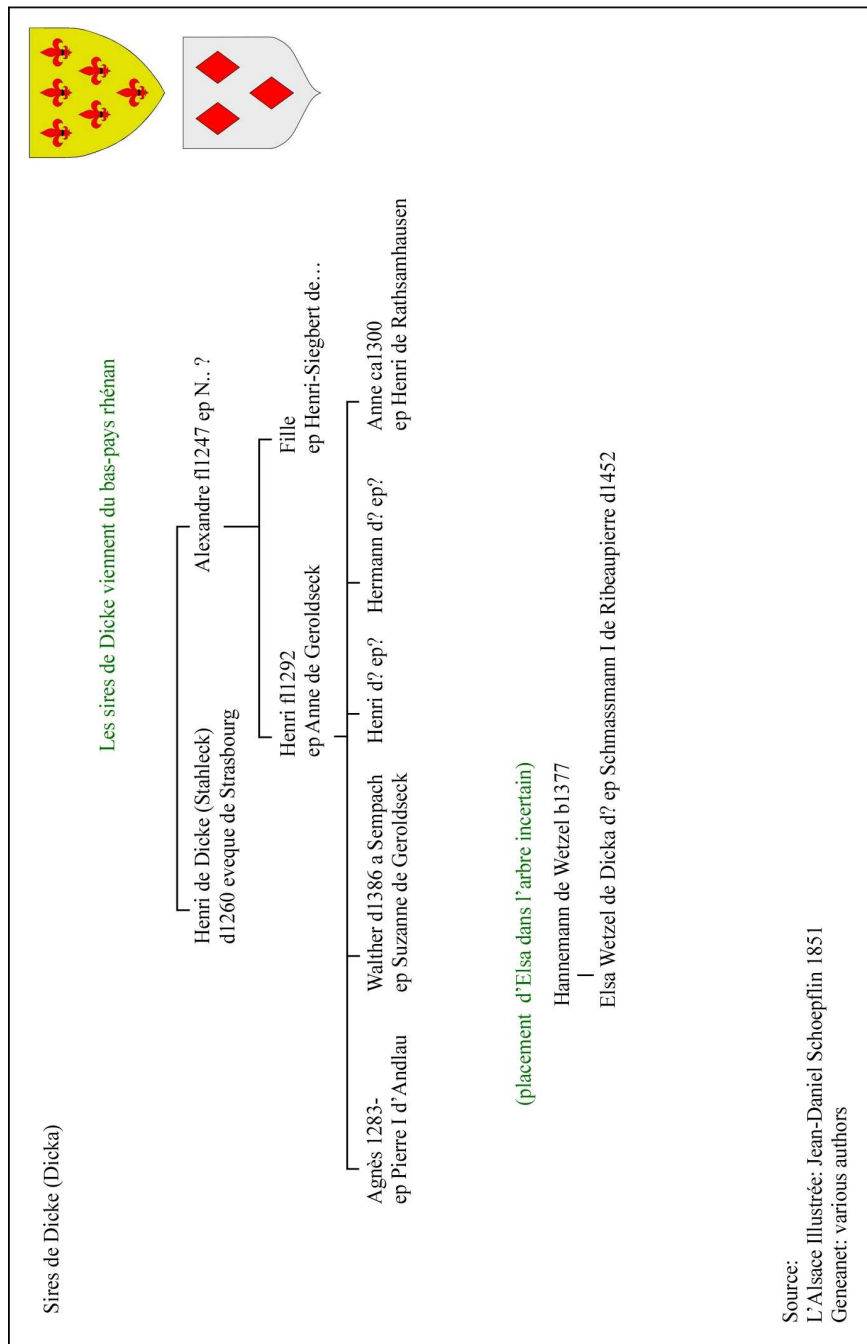 Sires de Dicke (Dicka)
Les sires de Dicke viennent du bas-pays rhénan
Henri de Dicke (Stahleck)
d1260 eveque de Strasbourg
Alexandre fl1247 ep N.. ?
Henri fl1292
ep Anne de Geroldseck
Fille
ep Henri-Siegbert de…
Agnès 1283-
ep Pierre I d’Andlau
Walther d1386 a Sempach
ep Suzanne de Geroldseck
Henri d? ep?
Hermann d? ep?
Anne ca1300
ep Henri de Rathsamhausen
(placement  d’Elsa dans l’arbre incertain)
Hannemann de Wetzel b1377
Elsa Wetzel de Dicka d? ep Schmassmann I de Ribeaupierre d1452
Source:
L’Alsace Illustrée: Jean-Daniel Schoepflin 1851
Geneanet: various authors